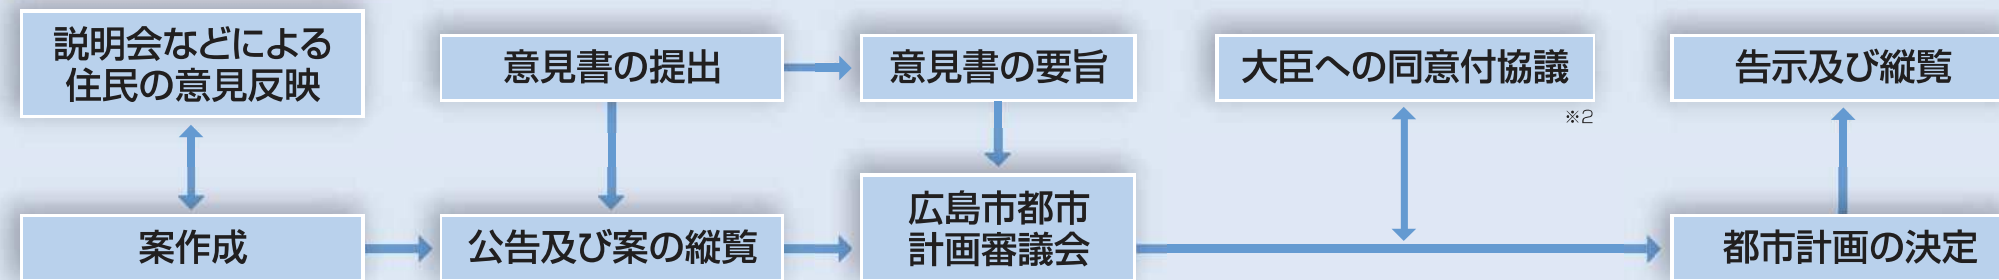 説明会などによる
住民の意見反映
意見書の提出
意見書の要旨
大臣への同意付協議
※2
告示及び縦覧
案作成
公告及び案の縦覧
広島市都市
計画審議会
都市計画の決定